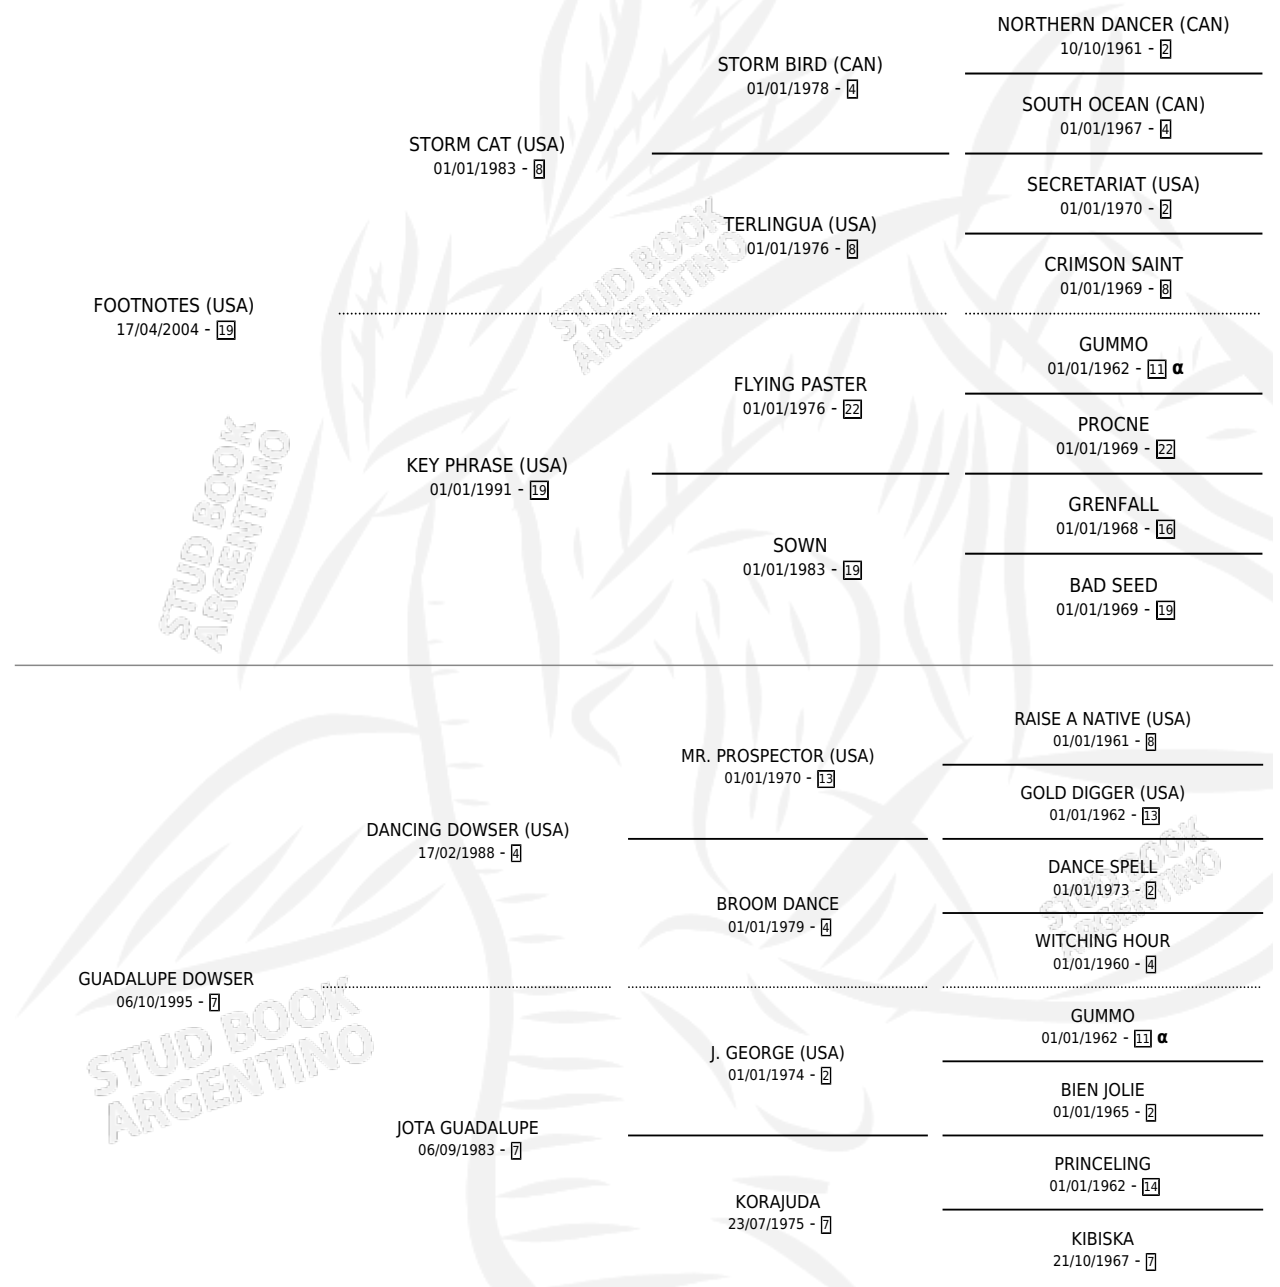 NORTHERN DANCER (CAN)
10/10/1961 - 2
STORM BIRD (CAN)
01/01/1978 - 4
SOUTH OCEAN (CAN)
01/01/1967 - 4
STORM CAT (USA)
01/01/1983 - 8
SECRETARIAT (USA)
01/01/1970 - 2
TERLINGUA (USA)
01/01/1976 - 8
CRIMSON SAINT
01/01/1969 - 8
FOOTNOTES (USA)
17/04/2004 - 19
GUMMO
01/01/1962 - 11 α
FLYING PASTER
01/01/1976 - 22
PROCNE
01/01/1969 - 22
KEY PHRASE (USA)
01/01/1991 - 19
GRENFALL
01/01/1968 - 16
SOWN
01/01/1983 - 19
BAD SEED
01/01/1969 - 19
STUD BOOK
ARGENTINO
STUD BOOK
ARGENTINO
RAISE A NATIVE (USA)
01/01/1961 - 8
MR. PROSPECTOR (USA)
01/01/1970 - 13
GOLD DIGGER (USA)
01/01/1962 - 13
DANCING DOWSER (USA)
17/02/1988 - 4
DANCE SPELL
01/01/1973 - 2
BROOM DANCE
01/01/1979 - 4
WITCHING HOUR
01/01/1960 - 4
GUADALUPE DOWSER
06/10/1995 - 7
GUMMO
01/01/1962 - 11 α
J. GEORGE (USA)
01/01/1974 - 2
BIEN JOLIE
01/01/1965 - 2
JOTA GUADALUPE
06/09/1983 - 7
PRINCELING
01/01/1962 - 14
KORAJUDA
23/07/1975 - 7
KIBISKA
21/10/1967 - 7
STUD BOOK
ARGENTINO
STUD BOOK
ARGENTINO